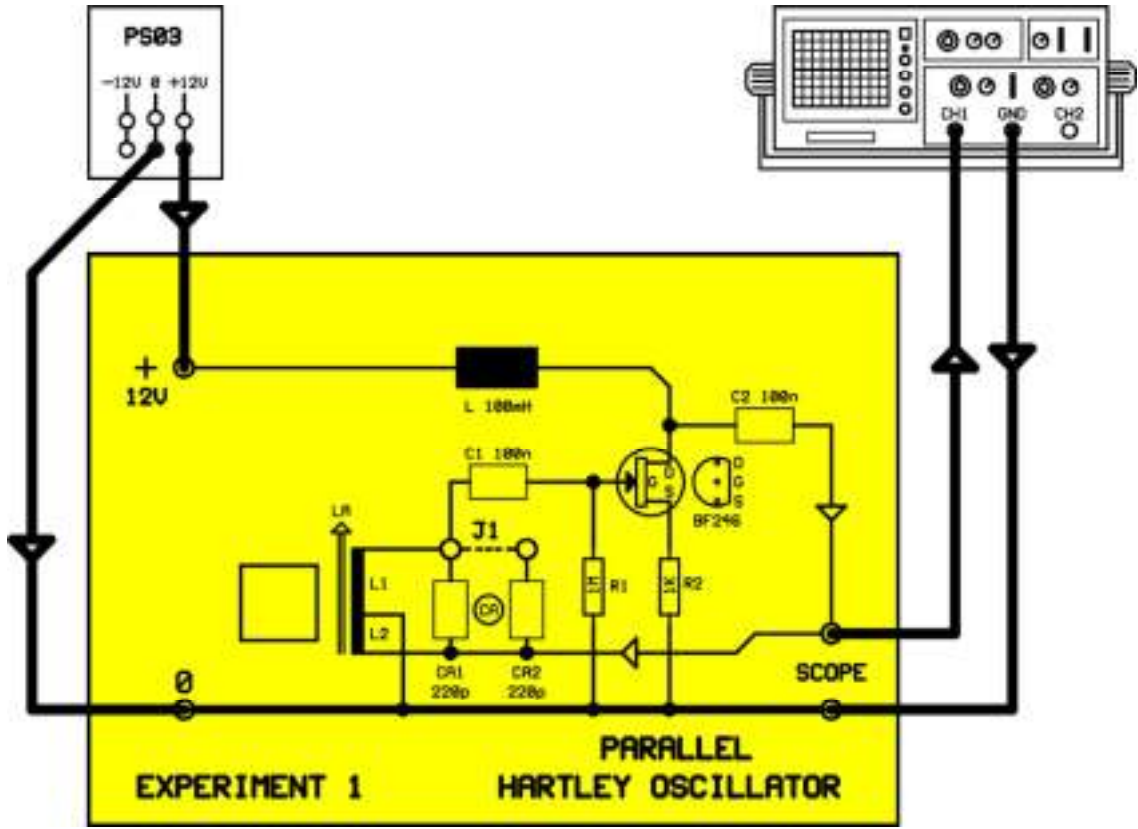 PS03
-12V 0 +12V
CH1 GND CH2
+
12V
L 100mH
C2 100n
C1 100n
D
G
S
D
G
S
BF246
LA
J1
L1
L2
CA
1M
R1
1K
R2
CA1
220p
CA2
220p
SCOPE
0
PARALLEL
EXPERIMENT 1 HARTLEY OSCILLATOR